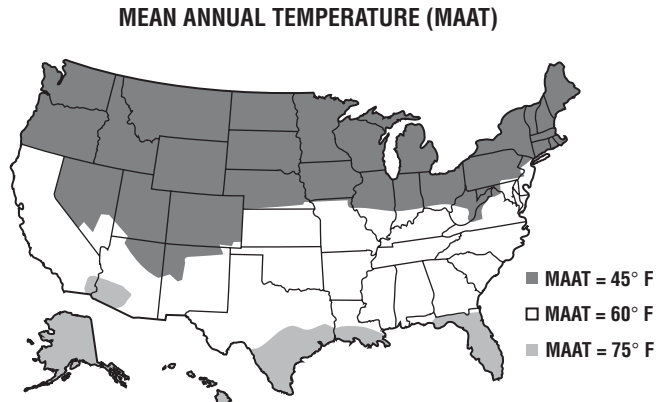 MEAN ANNUAL TEMPERATURE (MAAT)
MAAT = 45° F
MAAT = 60° F
MAAT = 75° F